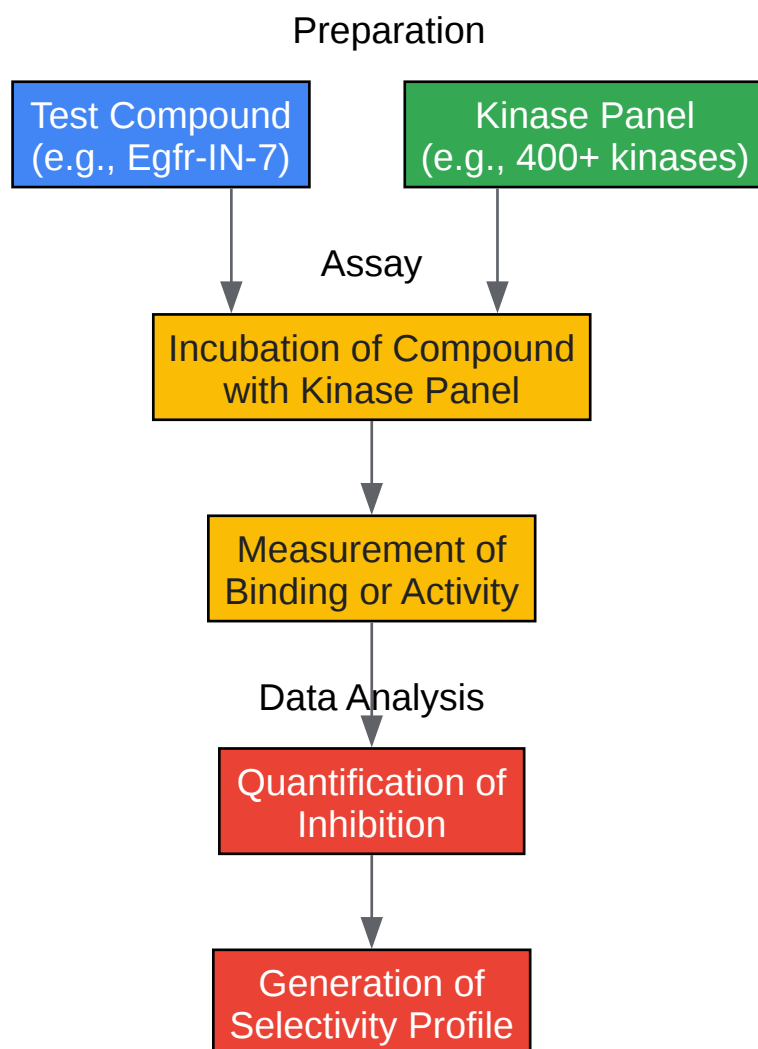 Preparation
Test Compound
(e.g., Egfr-IN-7)
Kinase Panel
(e.g., 400+ kinases)
Assay
Incubation of Compound
with Kinase Panel
Measurement of
Binding or Activity
Data Analysis
Quantification of
Inhibition
Generation of
Selectivity Profile